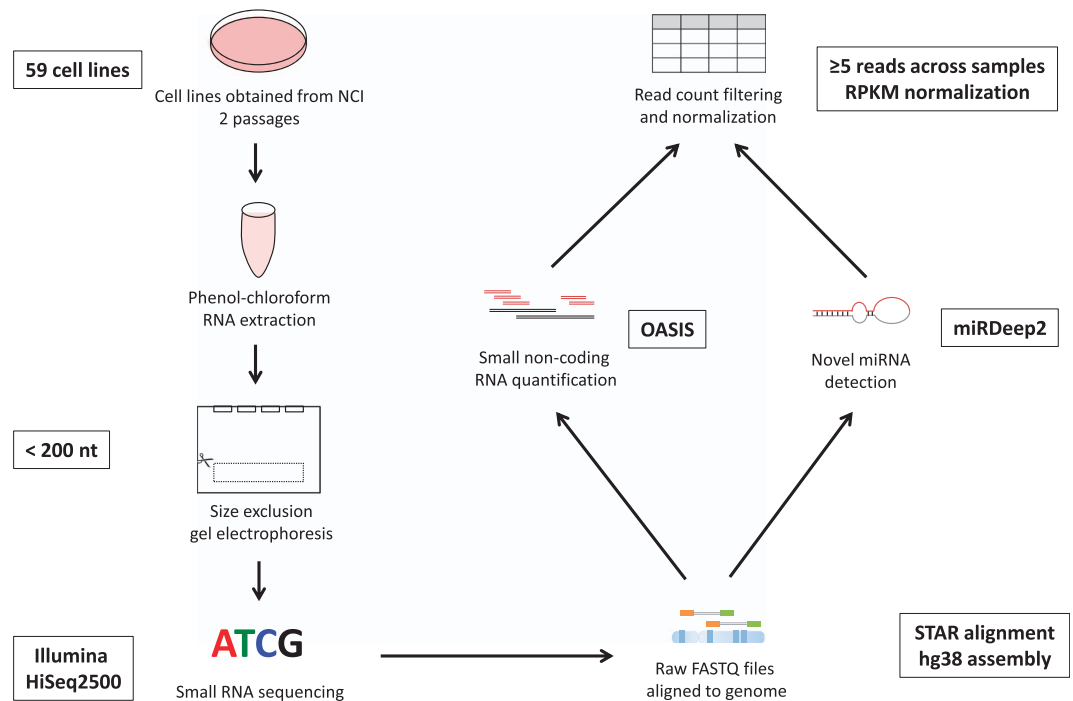 59 cell lines
Cell lines obtained from NCI
2 passages
Phenol-chloroform
RNA extraction
< 200 nt
Size exclusion
gel electrophoresis
Illumina
HiSeq2500
ATCG
Small RNA sequencing
Raw FASTQ files
aligned to genome
STAR alignment
hg38 assembly
Small non-coding
RNA quantification
OASIS
Novel miRNA
detection
miRDeep2
Read count filtering
and normalization
≥5 reads across samples
RPKM normalization